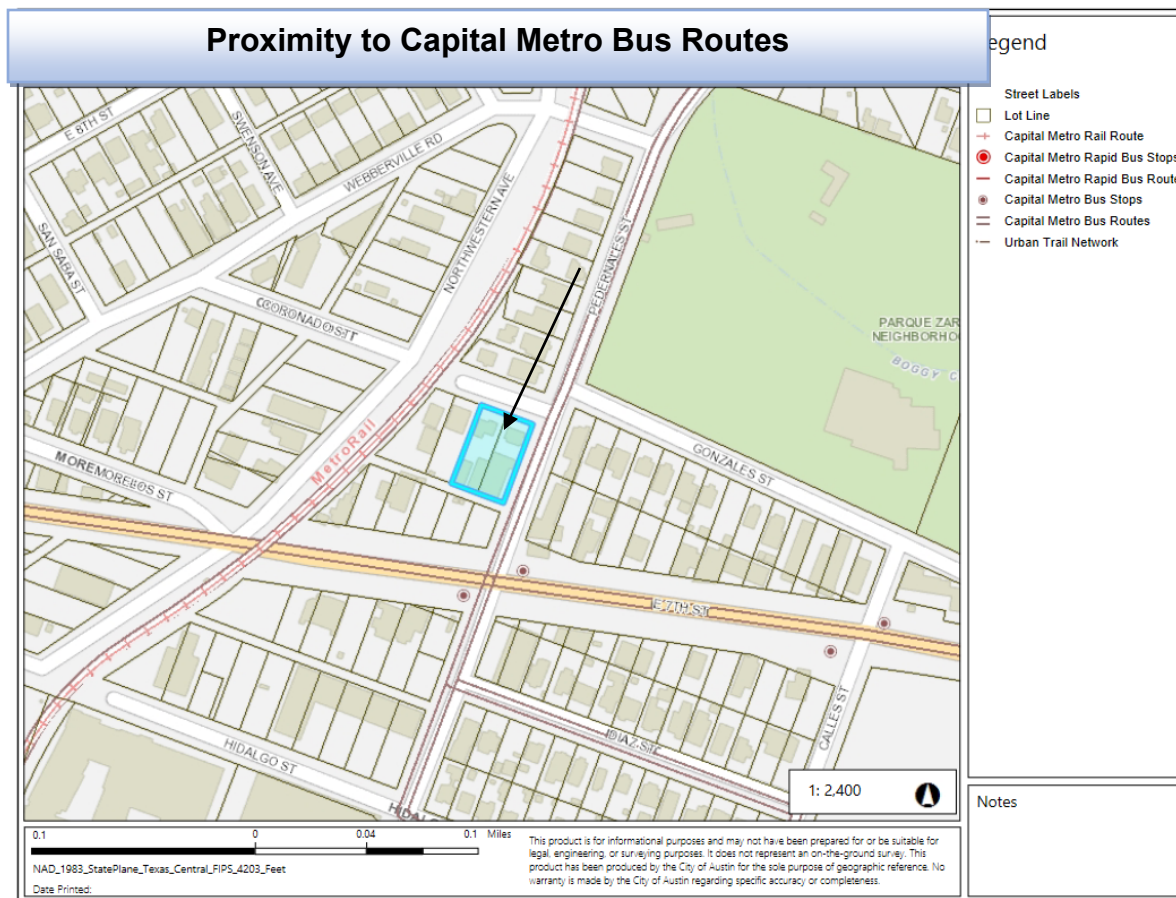 Proximity to Capital Metro Bus Routes
egend
Street Labels
Lot Line
Capital Metro Rail Route
Capital Metro Rapid Bus Stops
Capital Metro Rapid Bus Route
Capital Metro Bus Stops
Capital Metro Bus Routes
Urban Trail Network
E 8TH ST
SWENSON AVE
WEBBERVILLE RD
NORTHWESTERN AVE
SAN SABA ST
PEDERNALES ST
PARQUE ZAR
NEIGHBORHO
BOGGY C
MetroRail
GONZALES ST
E 7TH ST
CALLES ST
HIDALGO ST
1: 2,400
Notes
0.1 0 0.04 0.1 Miles
NAD_1983_StatePlane_Texas_Central_FIPS_4203_Feet
Date Printed:
This product is for informational purposes and may not have been prepared for or be suitable for
legal, engineering, or surveying purposes. It does not represent an on-the-ground survey. This
product has been produced by the City of Austin for the sole purpose of geographic reference. No
warranty is made by the City of Austin regarding specific accuracy or completeness.